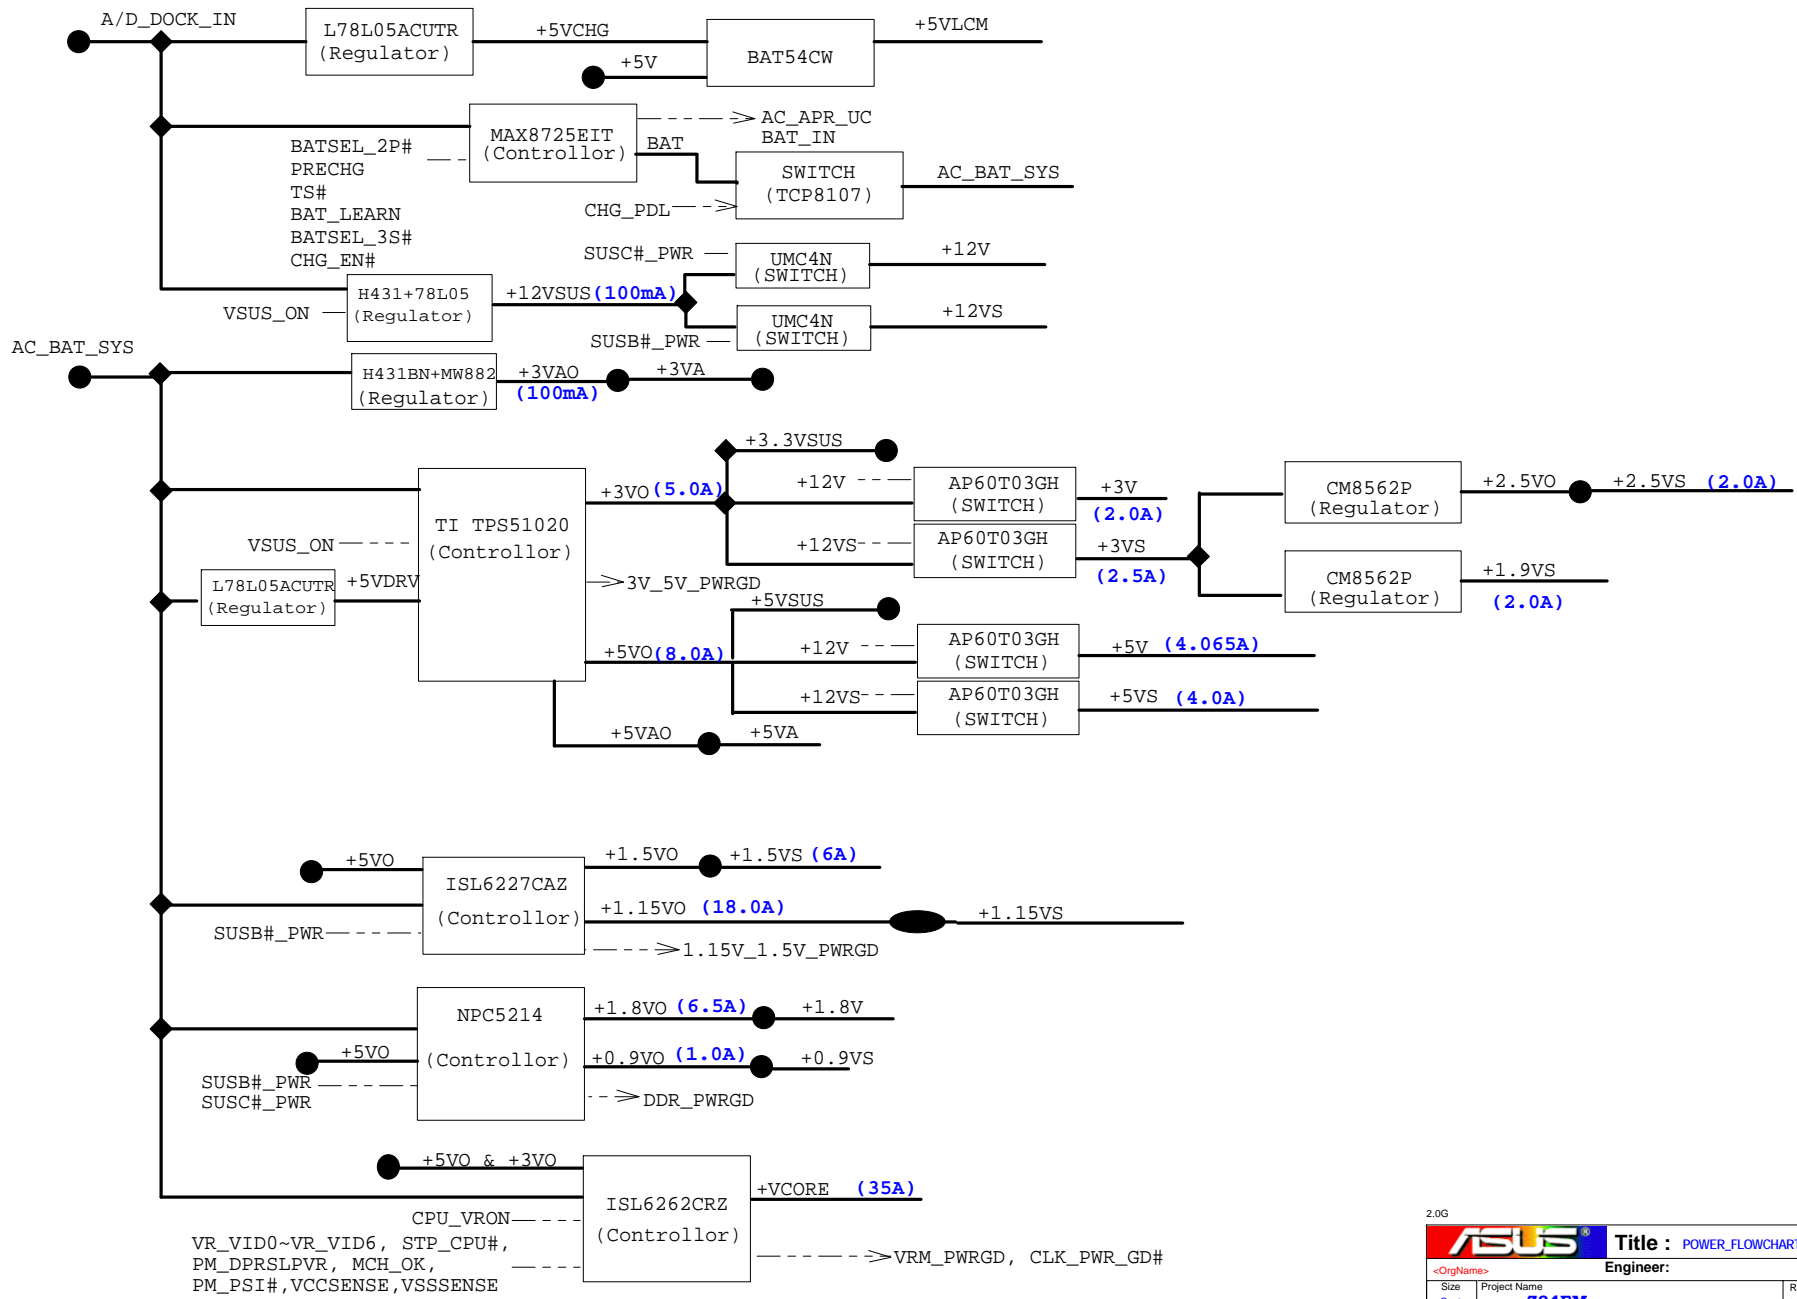 A/D_DOCK_IN
L78L05ACUTR
(Regulator)
+5VCHG
+5V
BAT54CW
+5VLCM
MAX8725EIT
(Controllor)
BATSEL_2P#
PRECHG
TS#
BAT_LEARN
BATSEL_3S#
CHG_EN#
AC_APR_UC
BAT_IN
BAT
SWITCH
(TCP8107)
AC_BAT_SYS
CHG_PDL
SUSC#_PWR
UMC4N
(SWITCH)
+12V
H431+78L05
(Regulator)
VSUS_ON
+12VSUS (100mA)
UMC4N
(SWITCH)
+12VS
SUSB#_PWR
AC_BAT_SYS
H431BN+MW882
(Regulator)
+3VAO
(100mA)
+3VA
TI TPS51020
(Controllor)
VSUS_ON
L78L05ACUTR
(Regulator)
+5VDRV
+3VO (5.0A)
+3.3VSUS
+12V
AP60T03GH
(SWITCH)
+3V
(2.0A)
+12VS
AP60T03GH
(SWITCH)
+3VS
(2.5A)
CM8562P
(Regulator)
+2.5VO
+2.5VS (2.0A)
CM8562P
(Regulator)
+1.9VS
(2.0A)
3V_5V_PWRGD
+5VSUS
+5VO (8.0A)
+12V
AP60T03GH
(SWITCH)
+5V (4.065A)
+12VS
AP60T03GH
(SWITCH)
+5VS (4.0A)
+5VAO
+5VA
+5VO
ISL6227CAZ
(Controllor)
SUSB#_PWR
+1.5VO
+1.5VS (6A)
+1.15VO (18.0A)
+1.15VS
1.15V_1.5V_PWRGD
NPC5214
(Controllor)
+5VO
SUSB#_PWR
SUSC#_PWR
+1.8VO (6.5A)
+1.8V
+0.9VO (1.0A)
+0.9VS
DDR_PWRGD
+5VO & +3VO
ISL6262CRZ
(Controllor)
CPU_VRON
VR_VID0~VR_VID6, STP_CPU#,
PM_DPRSLPVR, MCH_OK,
PM_PSI#,VCCSENSE,VSSSENSE
+VCORE (35A)
VRM_PWRGD, CLK_PWR_GD#
2.0G
ASUS®
Title : POWER_FLOWCHART
<OrgName>
Engineer:
Size
Project Name
R